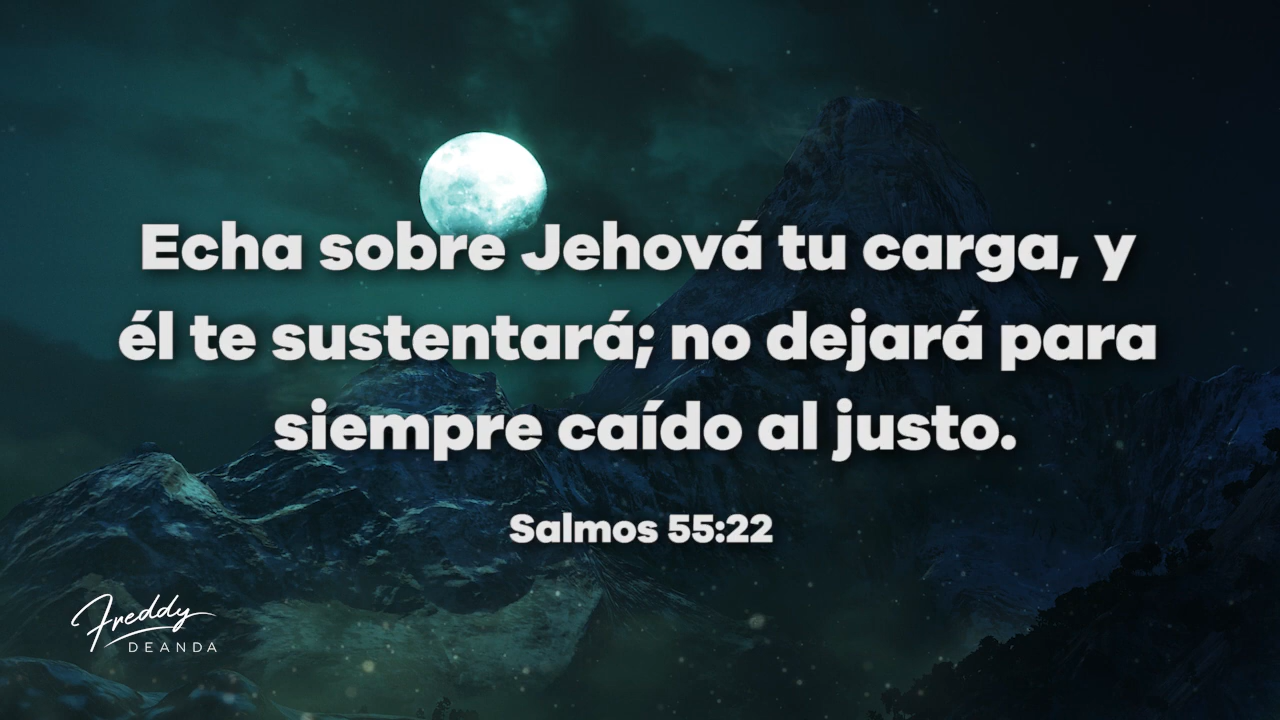 Echa sobre Jehová tu carga, y
él te sustentará; no dejará para
siempre caído al justo.
Salmos 55:22
Freddy
DEANDA